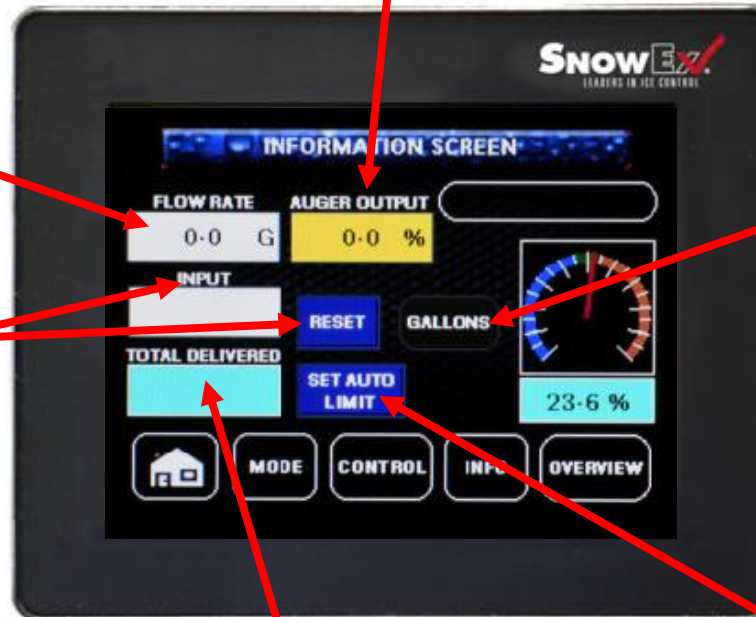 SNOWEX
LEADERS IN ICE CONTROL
INFORMATION SCREEN
FLOW RATE
AUGER OUTPUT
0.0 G
0.0 %
INPUT
RESET
GALLONS
TOTAL DELIVERED
SET AUTO
LIMIT
23.6 %
MODE
CONTROL
INFO
OVERVIEW